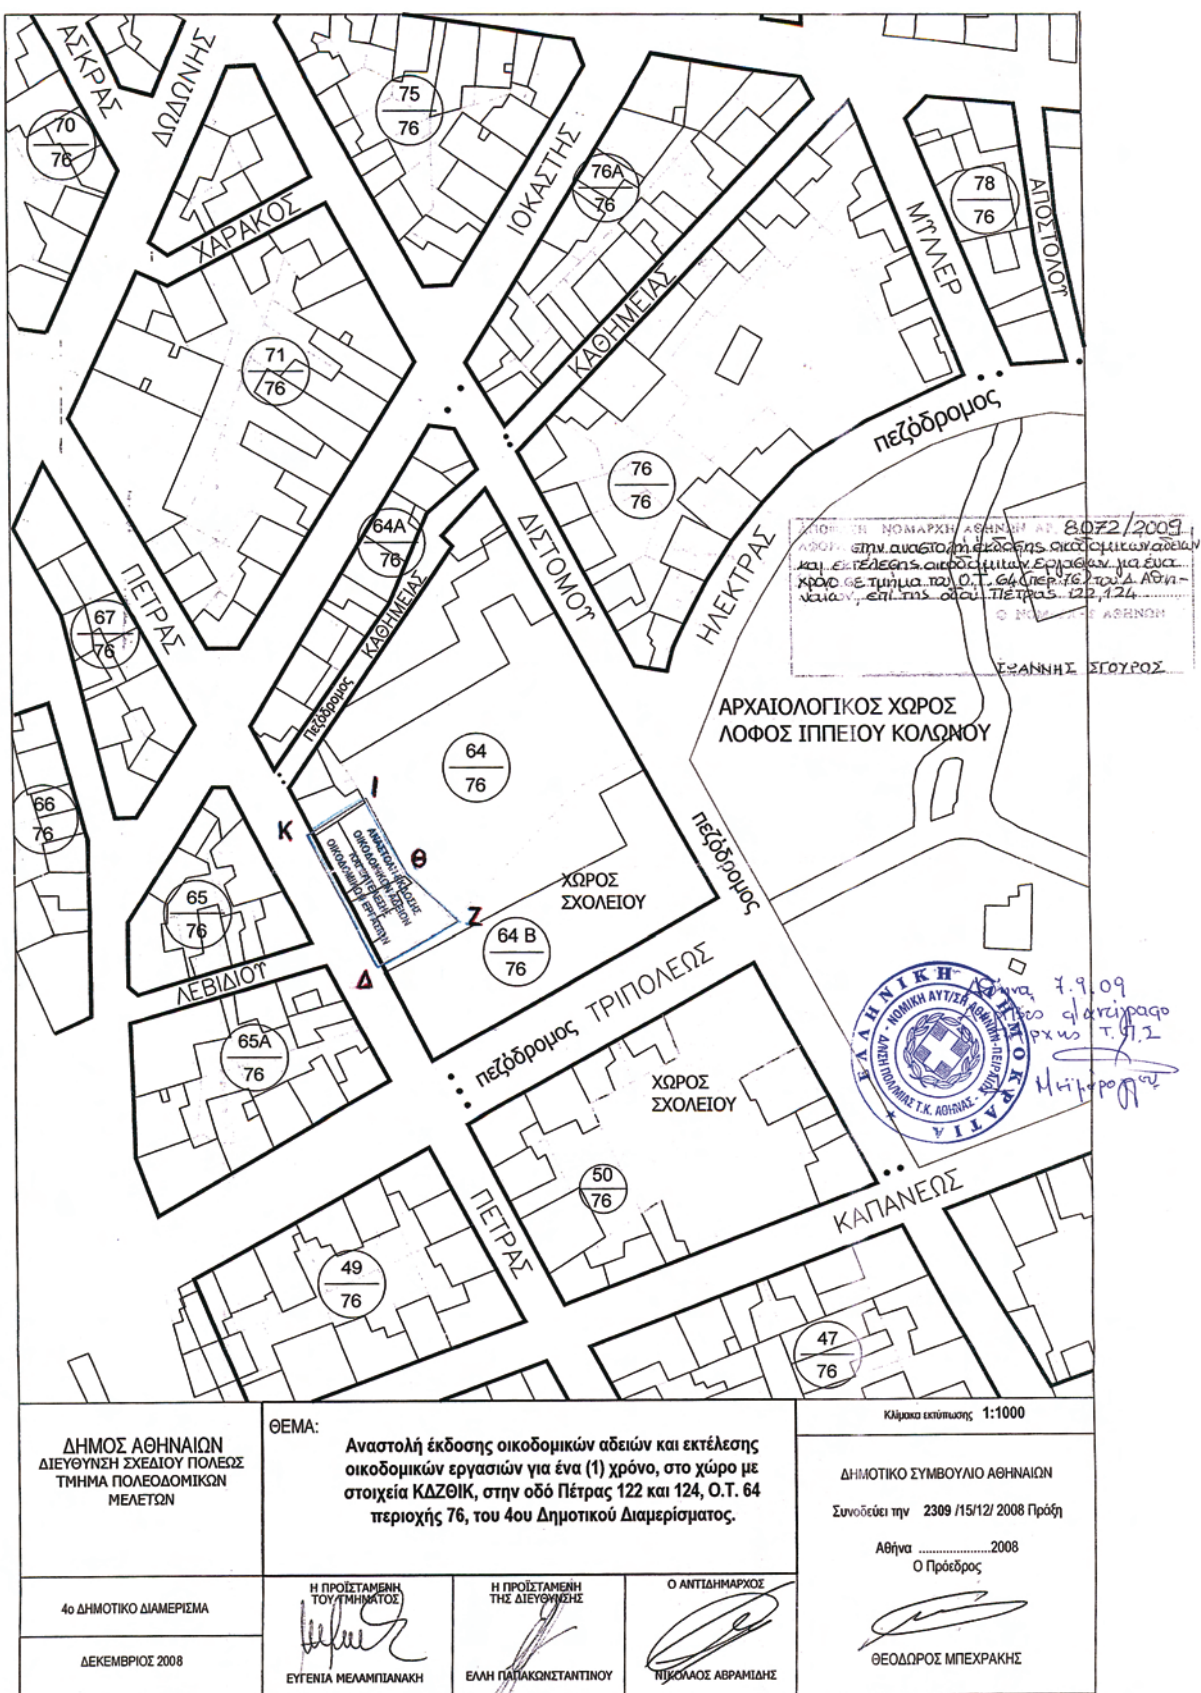 ΑΣΚΡΑΣ
ΔΩΔΩΝΗΣ
70
76
75
76
ΙΟΚΑΣΤΗΣ
76Α
76
78
76
ΑΠΟΣΤΟΛΟΥ
ΜΥΛΛΕΡ
ΧΑΡΑΚΟΣ
ΚΑΘΗΜΕΙΑΣ
71
76
πεζόδρομος
76
76
64Α
76
ΔΙΣΤΟΜΟΥ
ΗΛΕΚΤΡΑΣ
ΝΟΜΑΡΧΗ ΑΘΗΝΩΝ ΑΡ. 8072/2009
στην αναστολή έκδοσης οικοδομικών αδειών
και εκτέλεσης οικοδομικών εργασιών για ένα
χρόνο σε τμήμα του Ο.Τ. 64 (περ. 76) του Δ. Αθη-
ναίων, επί της οδού Πέτρας 122, 124
ΙΩΑΝΝΗΣ ΣΓΟΥΡΟΣ
ΠΕΤΡΑΣ
67
76
ΚΑΘΗΜΕΙΑΣ
πεζόδρομος
ΑΡΧΑΙΟΛΟΓΙΚΟΣ ΧΩΡΟΣ
ΛΟΦΟΣ ΙΠΠΕΙΟΥ ΚΟΛΩΝΟΥ
64
76
66
76
Ι
Κ
Θ
Ζ
Δ
ΑΝΑΣΤΟΛΗ ΕΚΔΟΣΗΣ
ΟΙΚΟΔΟΜΙΚΩΝ ΑΔΕΙΩΝ
ΚΑΙ ΕΚΤΕΛΕΣΗΣ
ΟΙΚΟΔΟΜΙΚΩΝ ΕΡΓΑΣΙΩΝ
πεζόδρομος
65
76
ΧΩΡΟΣ
ΣΧΟΛΕΙΟΥ
64 Β
76
ΛΕΒΙΔΙΟΥ
65Α
76
πεζόδρομος ΤΡΙΠΟΛΕΩΣ
ΕΛΛΗΝΙΚΗ ΔΗΜΟΚΡΑΤΙΑ
7.9.09
ΧΩΡΟΣ
ΣΧΟΛΕΙΟΥ
50
76
ΠΕΤΡΑΣ
ΚΑΠΑΝΕΩΣ
49
76
47
76
ΔΗΜΟΣ ΑΘΗΝΑΙΩΝ
ΔΙΕΥΘΥΝΣΗ ΣΧΕΔΙΟΥ ΠΟΛΕΩΣ
ΤΜΗΜΑ ΠΟΛΕΟΔΟΜΙΚΩΝ
ΜΕΛΕΤΩΝ
4ο ΔΗΜΟΤΙΚΟ ΔΙΑΜΕΡΙΣΜΑ
ΔΕΚΕΜΒΡΙΟΣ 2008
ΘΕΜΑ:
Αναστολή έκδοσης οικοδομικών αδειών και εκτέλεσης
οικοδομικών εργασιών για ένα (1) χρόνο, στο χώρο με
στοιχεία ΚΔΖΘΙΚ, στην οδό Πέτρας 122 και 124, Ο.Τ. 64
περιοχής 76, του 4ου Δημοτικού Διαμερίσματος.
Η ΠΡΟΪΣΤΑΜΕΝΗ
ΤΟΥ ΤΜΗΜΑΤΟΣ
ΕΥΓΕΝΙΑ ΜΕΛΑΜΠΙΑΝΑΚΗ
Η ΠΡΟΪΣΤΑΜΕΝΗ
ΤΗΣ ΔΙΕΥΘΥΝΣΗΣ
ΕΛΛΗ ΠΑΠΑΚΩΝΣΤΑΝΤΙΝΟΥ
Ο ΑΝΤΙΔΗΜΑΡΧΟΣ
ΝΙΚΟΛΑΟΣ ΑΒΡΑΜΙΔΗΣ
Κλίμακα εκτύπωσης 1:1000
ΔΗΜΟΤΙΚΟ ΣΥΜΒΟΥΛΙΟ ΑΘΗΝΑΙΩΝ
Συνοδεύει την 2309 /15/12/ 2008 Πράξη
Αθήνα .....................2008
Ο Πρόεδρος
ΘΕΟΔΩΡΟΣ ΜΠΕΧΡΑΚΗΣ